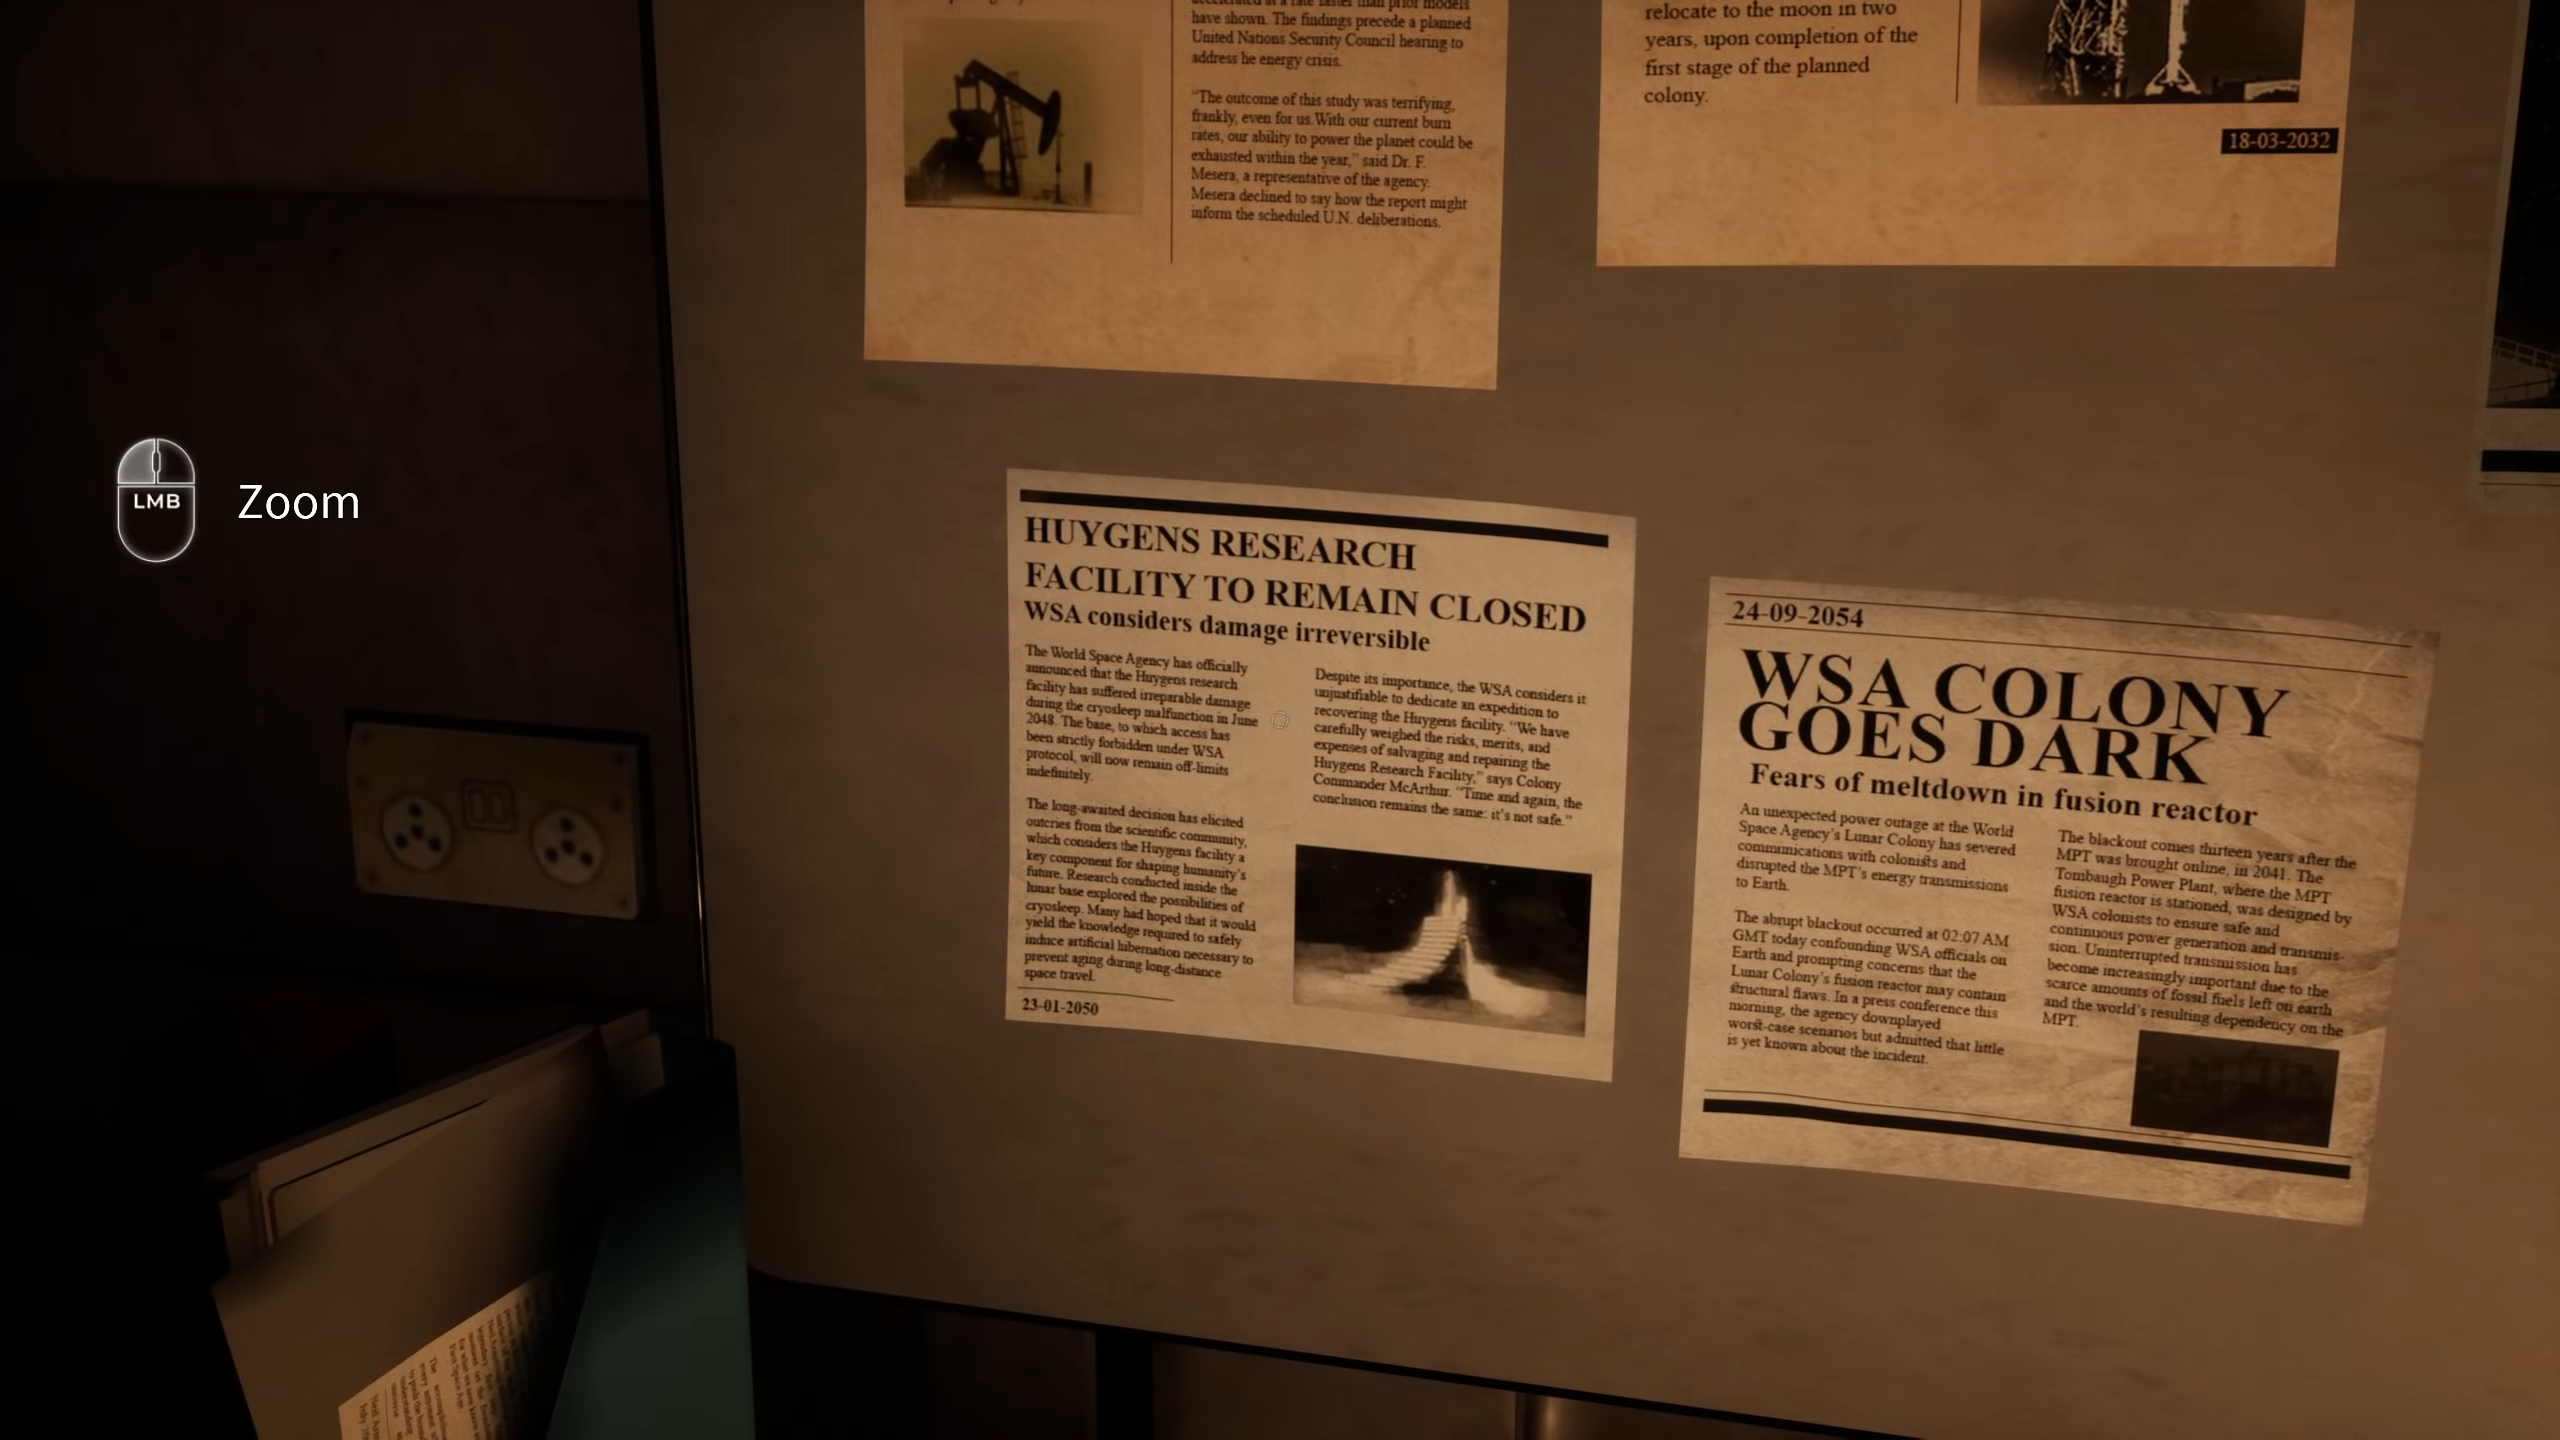 have shown. The findings precede a planned
United Nations Security Council hearing to
address he energy crisis.
"The outcome of this study was terrifying,
frankly, even for us.With our current burn
rates, our ability to power the planet could be
exhausted within the year," said Dr. F.
Mesera, a representative of the agency.
Mesera declined to say how the report might
inform the scheduled U.N. deliberations.
relocate to the moon in two
years, upon completion of the
first stage of the planned
colony.
18-03-2032
LMB
Zoom
HUYGENS RESEARCH
FACILITY TO REMAIN CLOSED
WSA considers damage irreversible
The World Space Agency has officially
announced that the Huygens research
facility has suffered irreparable damage
during the cryosleep malfunction in June
2048. The base, to which access has
been strictly forbidden under WSA
protocol, will now remain off-limits
indefinitely.
The long-awaited decision has elicited
outcries from the scientific community,
which considers the Huygens facility a
key component for shaping humanity's
future. Research conducted inside the
lunar base explored the possibilities of
cryosleep. Many had hoped that it would
yield the knowledge required to safely
induce artificial hibernation necessary to
prevent aging during long-distance
space travel.
23-01-2050
Despite its importance, the WSA considers it
unjustifiable to dedicate an expedition to
recovering the Huygens facility. "We have
carefully weighed the risks, merits, and
expenses of salvaging and repairing the
Huygens Research Facility," says Colony
Commander McArthur. "Time and again, the
conclusion remains the same: it's not safe."
24-09-2054
WSA COLONY
GOES DARK
Fears of meltdown in fusion reactor
An unexpected power outage at the World
Space Agency's Lunar Colony has severed
communications with colonists and
disrupted the MPT's energy transmissions
to Earth.
The abrupt blackout occurred at 02:07 AM
GMT today confounding WSA officials on
Earth and prompting concerns that the
Lunar Colony's fusion reactor may contain
structural flaws. In a press conference this
morning, the agency downplayed
worst-case scenarios but admitted that little
is yet known about the incident.
The blackout comes thirteen years after the
MPT was brought online, in 2041. The
Tombaugh Power Plant, where the MPT
fusion reactor is stationed, was designed by
WSA colonists to ensure safe and
continuous power generation and transmis-
sion. Uninterrupted transmission has
become increasingly important due to the
scarce amounts of fossil fuels left on earth
and the world's resulting dependency on the
MPT.